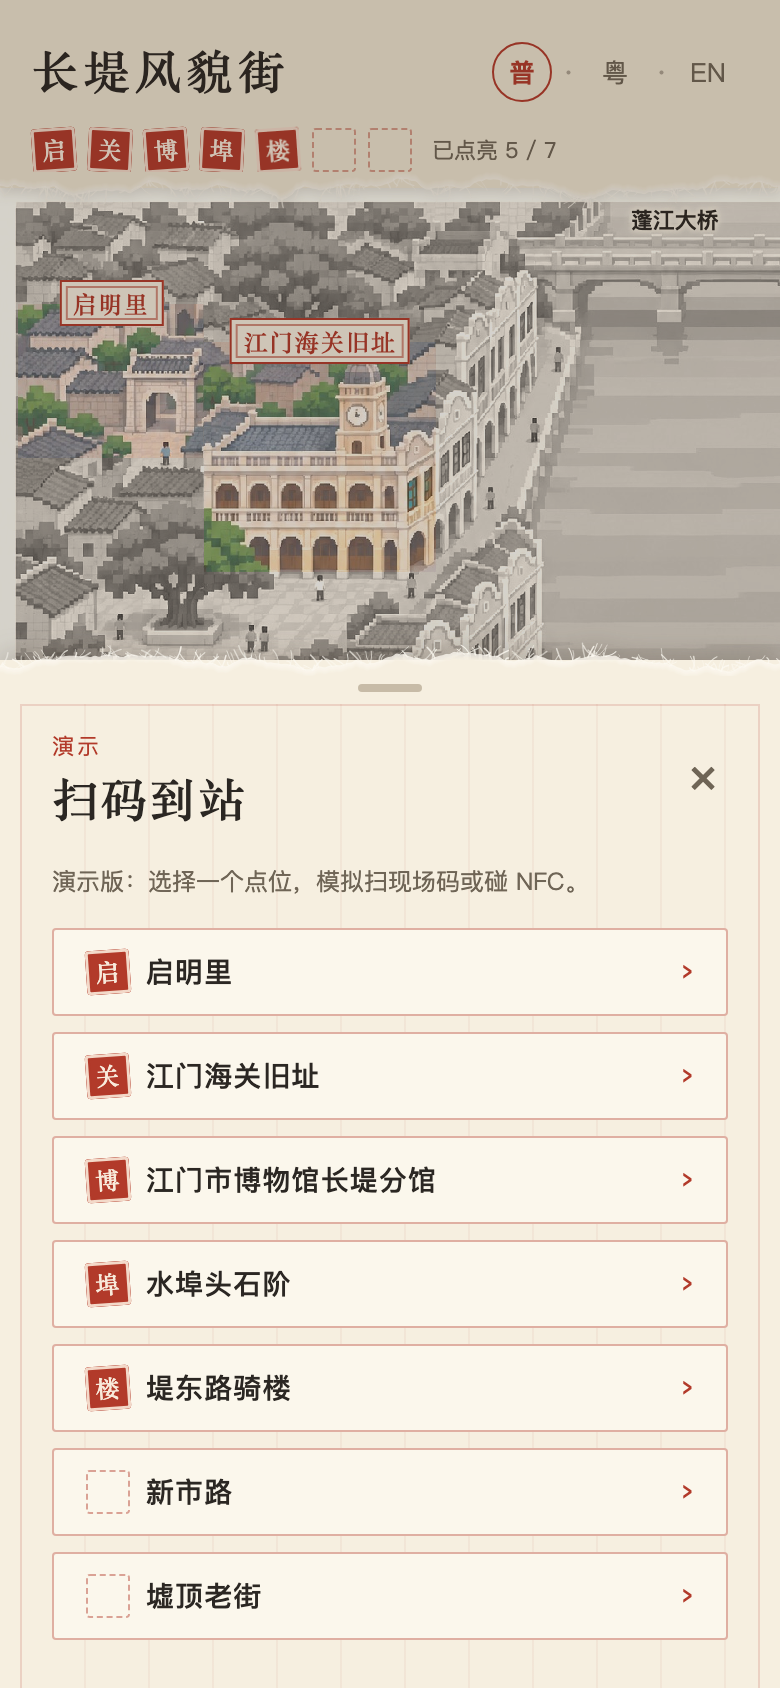 长堤风貌街
普 · 粤 · EN
启 关 博 埠 楼 已点亮 5 / 7
蓬江大桥
启明里
江门海关旧址
演示
扫码到站
演示版：选择一个点位，模拟扫现场码或碰 NFC。
启 启明里
关 江门海关旧址
博 江门市博物馆长堤分馆
埠 水埠头石阶
楼 堤东路骑楼
新市路
墟顶老街